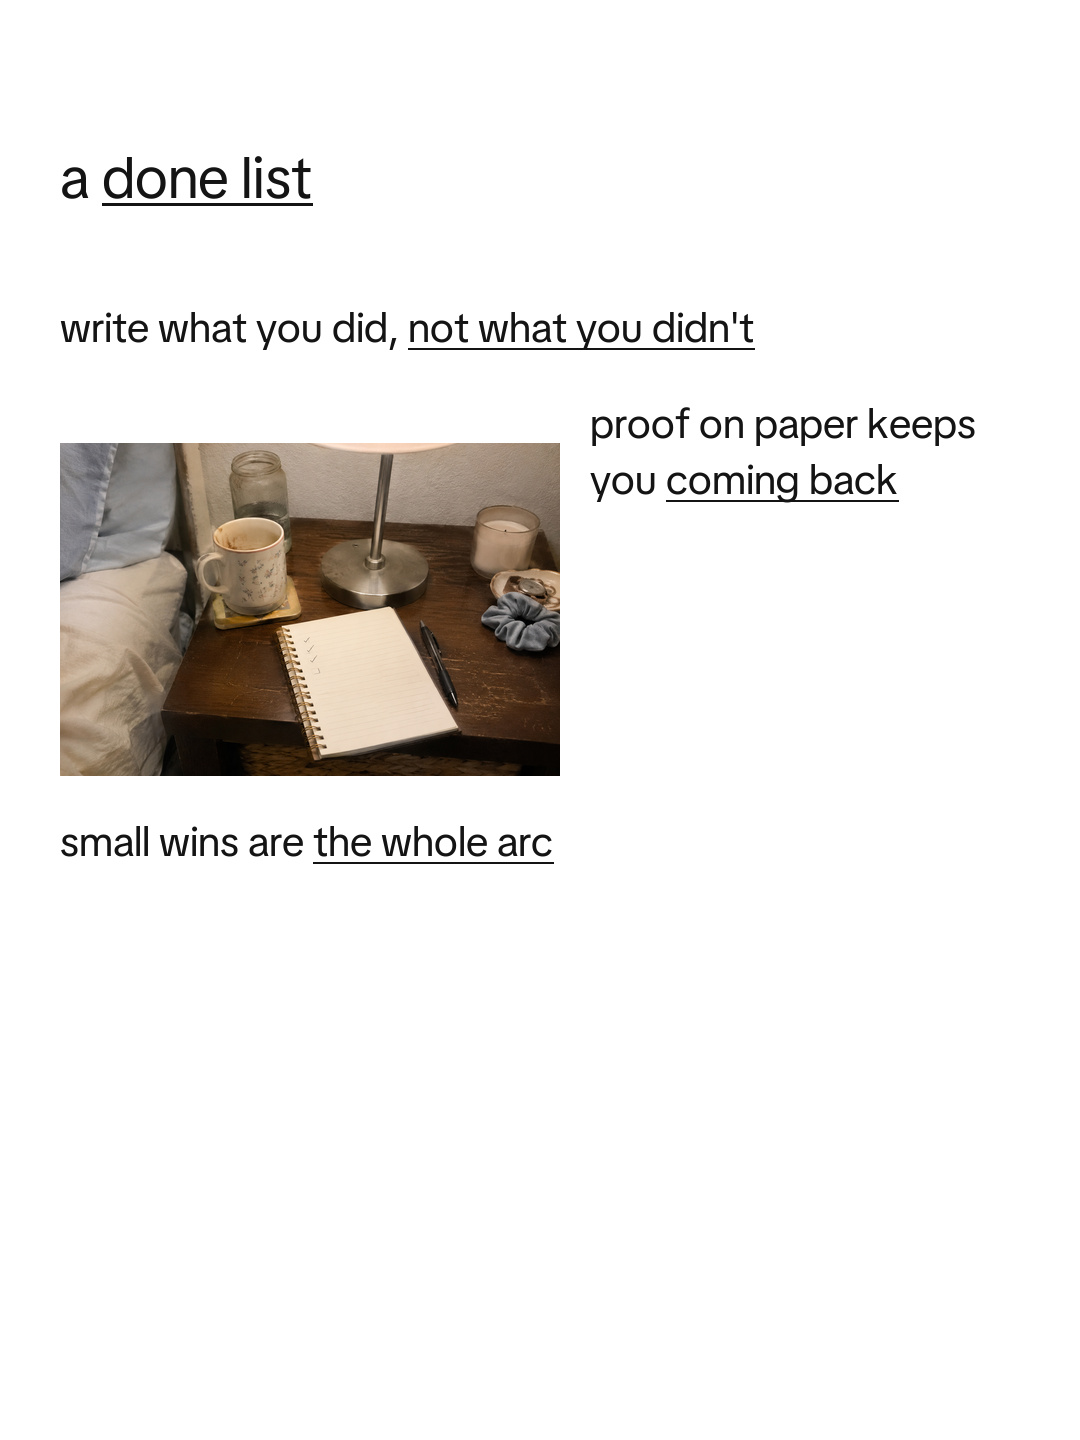 a done list
write what you did, not what you didn't
proof on paper keeps
you coming back
small wins are the whole arc